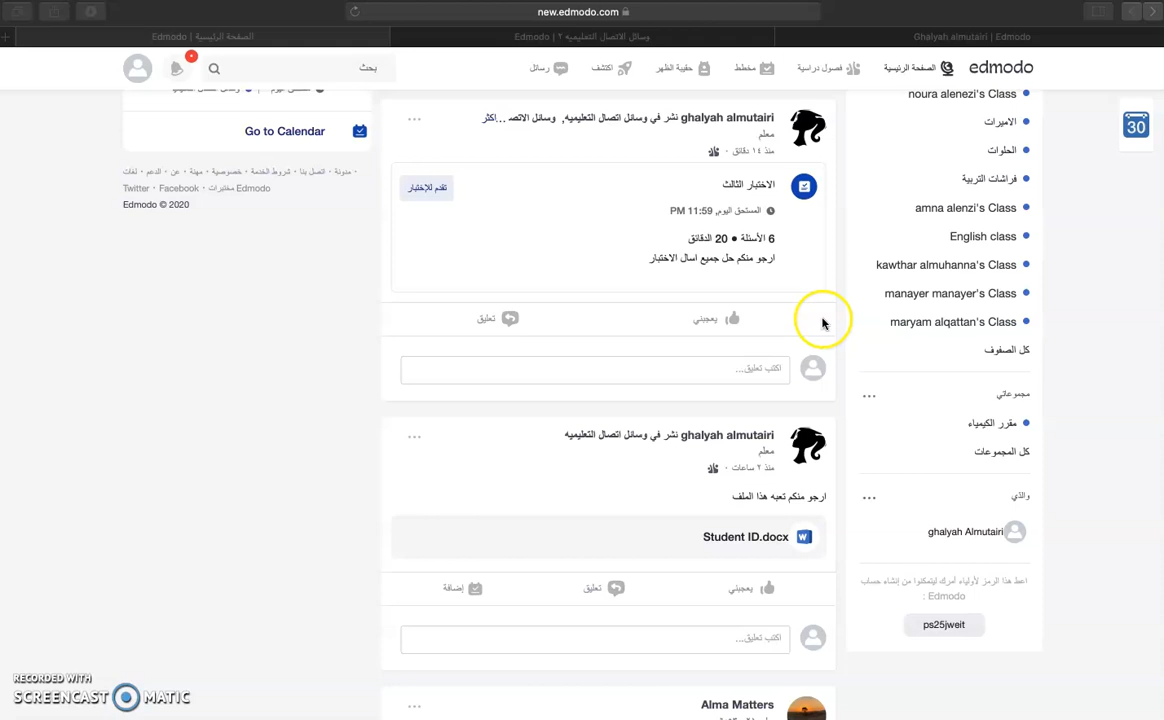 new.edmodo.com
Edmodo | الصفحة الرئيسية
Edmodo | وسائل الاتصال التعليميه ٢
Ghalyah almutairi | Edmodo
edmodo
الصفحة الرئيسية
فصول دراسية
حقيبة الظهر
مخطط
اكتشف
رسائل
بحث
noura alenezi's Class
الاميرات
الحلوات
فراشات التربية
amna alenzi's Class
English class
kawthar almuhanna's Class
manayer manayer's Class
maryam alqattan's Class
كل الصفوف
مجموعاتي
مقرر الكيمياء
كل المجموعات
والدي
ghalyah Almutairi
اعط هذا الرمز لأولياء أمرك ليتمكنوا من إنشاء حساب
Edmodo :
ps25jweit
30
ghalyah almutairi نشر في وسائل اتصال التعليميه, وسائل الاتصـ ...اكثر
معلم
منذ ١٤ دقائق
الاختبار الثالث
تقدم للإختبار
المستحق اليوم, 11:59 PM
6 الأسئلة • 20 الدقائق
ارجو منكم حل جميع اسال الاختبار
يعجبني
تعليق
اكتب تعليق...
ghalyah almutairi نشر في وسائل اتصال التعليميه
معلم
منذ ٢ ساعات
ارجو منكم تعبه هذا الملف
Student ID.docx
يعجبني
تعليق
إضافة
اكتب تعليق...
Alma Matters
Go to Calendar
مدونة · اتصل بنا · شروط الخدمة · خصوصية · مهنة · عن · الدعم · لغات
Twitter · Facebook · مختبرات Edmodo
Edmodo © 2020
RECORDED WITH
SCREENCAST MATIC